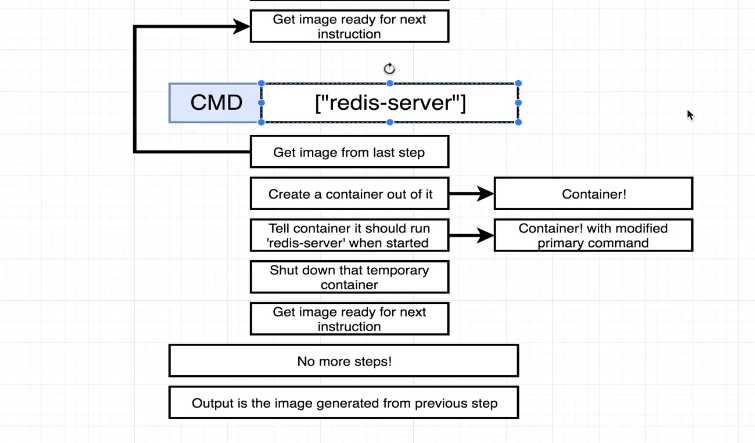 Get image ready for next
instruction
CMD ["redis-server"]
Get image from last step
Create a container out of it
Container!
Tell container it should run
'redis-server' when started
Container! with modified
primary command
Shut down that temporary
container
Get image ready for next
instruction
No more steps!
Output is the image generated from previous step